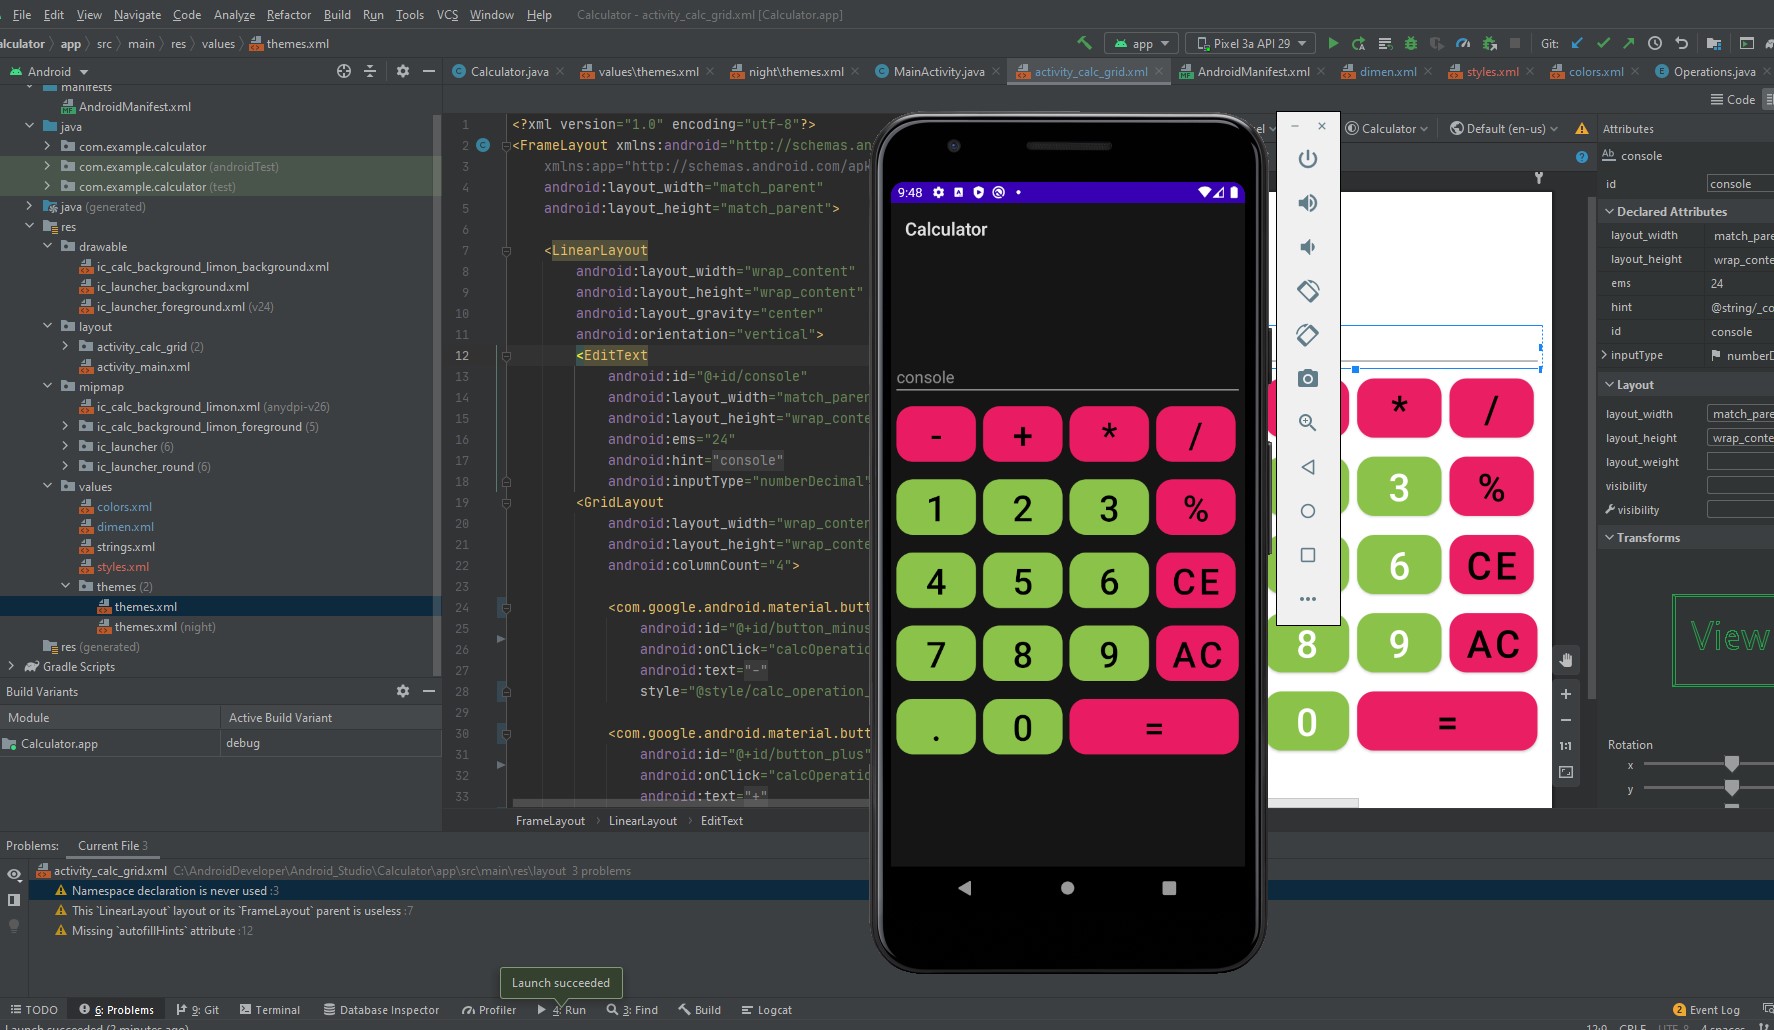 File Edit View Navigate Code Analyze Refactor Build Run Tools VCS Window Help Calculator - activity_calc_grid.xml [Calculator.app]
alculator app src main res values themes.xml app Pixel 3a API 29 Git:
Android
Calculator.java values\themes.xml night\themes.xml MainActivity.java activity_calc_grid.xml AndroidManifest.xml dimen.xml styles.xml colors.xml Operations.java
Code
manifests
AndroidManifest.xml
java
com.example.calculator
com.example.calculator (androidTest)
com.example.calculator (test)
java (generated)
res
drawable
ic_calc_background_limon_background.xml
ic_launcher_background.xml
ic_launcher_foreground.xml (v24)
layout
activity_calc_grid (2)
activity_main.xml
mipmap
ic_calc_background_limon.xml (anydpi-v26)
ic_calc_background_limon_foreground (5)
ic_launcher (6)
ic_launcher_round (6)
values
colors.xml
dimen.xml
strings.xml
styles.xml
themes (2)
themes.xml
themes.xml (night)
res (generated)
Gradle Scripts
Build Variants
Module Active Build Variant
Calculator.app debug
1 <?xml version="1.0" encoding="utf-8"?>
2 <FrameLayout xmlns:android="http://schemas.an
3 xmlns:app="http://schemas.android.com/apk
4 android:layout_width="match_parent"
5 android:layout_height="match_parent">
6
7 <LinearLayout
8 android:layout_width="wrap_content"
9 android:layout_height="wrap_content"
10 android:layout_gravity="center"
11 android:orientation="vertical">
12 <EditText
13 android:id="@+id/console"
14 android:layout_width="match_paren
15 android:layout_height="wrap_conte
16 android:ems="24"
17 android:hint="console"
18 android:inputType="numberDecimal"
19 <GridLayout
20 android:layout_width="wrap_conten
21 android:layout_height="wrap_conte
22 android:columnCount="4">
23
24 <com.google.android.material.butt
25 android:id="@+id/button_minus
26 android:onClick="calcOperatio
27 android:text="-"
28 style="@style/calc_operation_
29
30 <com.google.android.material.butt
31 android:id="@+id/button_plus"
32 android:onClick="calcOperatio
33 android:text="+"
FrameLayout LinearLayout EditText
9:48
Calculator
console
- + * /
1 2 3 %
4 5 6 CE
7 8 9 AC
. 0 =
Calculator Default (en-us)
* /
3 %
6 CE
8 9 AC
0 =
1:1
Attributes
Ab console
id console
Declared Attributes
layout_width match_pare
layout_height wrap_conte
ems 24
hint @string/_co
id console
inputType numberD
Layout
layout_width match_pare
layout_height wrap_conte
layout_weight
visibility
visibility
Transforms
View
Rotation
x
y
Problems: Current File 3
activity_calc_grid.xml C:\AndroidDeveloper\Android_Studio\Calculator\app\src\main\res\layout 3 problems
Namespace declaration is never used :3
This `LinearLayout` layout or its `FrameLayout` parent is useless :7
Missing `autofillHints` attribute :12
Launch succeeded
TODO 6: Problems 9: Git Terminal Database Inspector Profiler 4: Run 3: Find Build Logcat 2 Event Log
Launch succeeded (2 minutes ago) 12:9 CRLF UTF-8 4 spaces